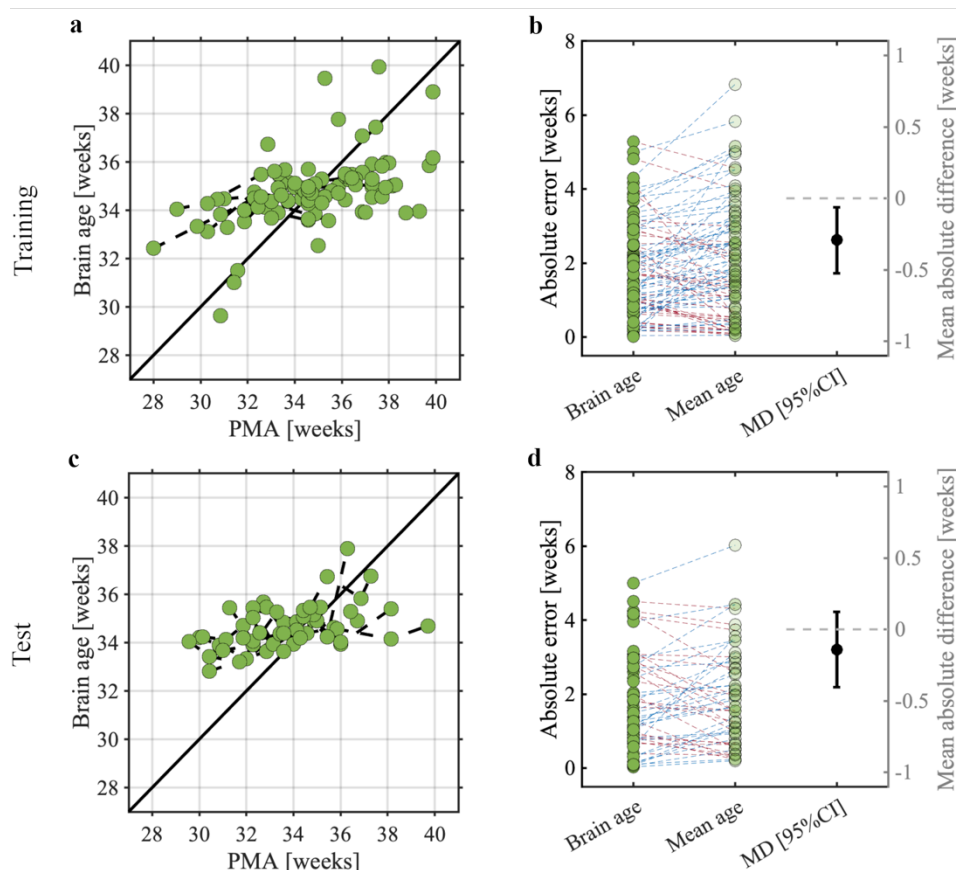 a
b
Training
Brain age [weeks]
40
38
36
34
32
30
28
28 30 32 34 36 38 40
PMA [weeks]
Absolute error [weeks]
8
6
4
2
0
Brain age
Mean age
MD [95%CI]
1
0.5
0
-0.5
-1
Mean absolute difference [weeks]
c
d
Test
Brain age [weeks]
40
38
36
34
32
30
28
28 30 32 34 36 38 40
PMA [weeks]
Absolute error [weeks]
8
6
4
2
0
Brain age
Mean age
MD [95%CI]
1
0.5
0
-0.5
-1
Mean absolute difference [weeks]